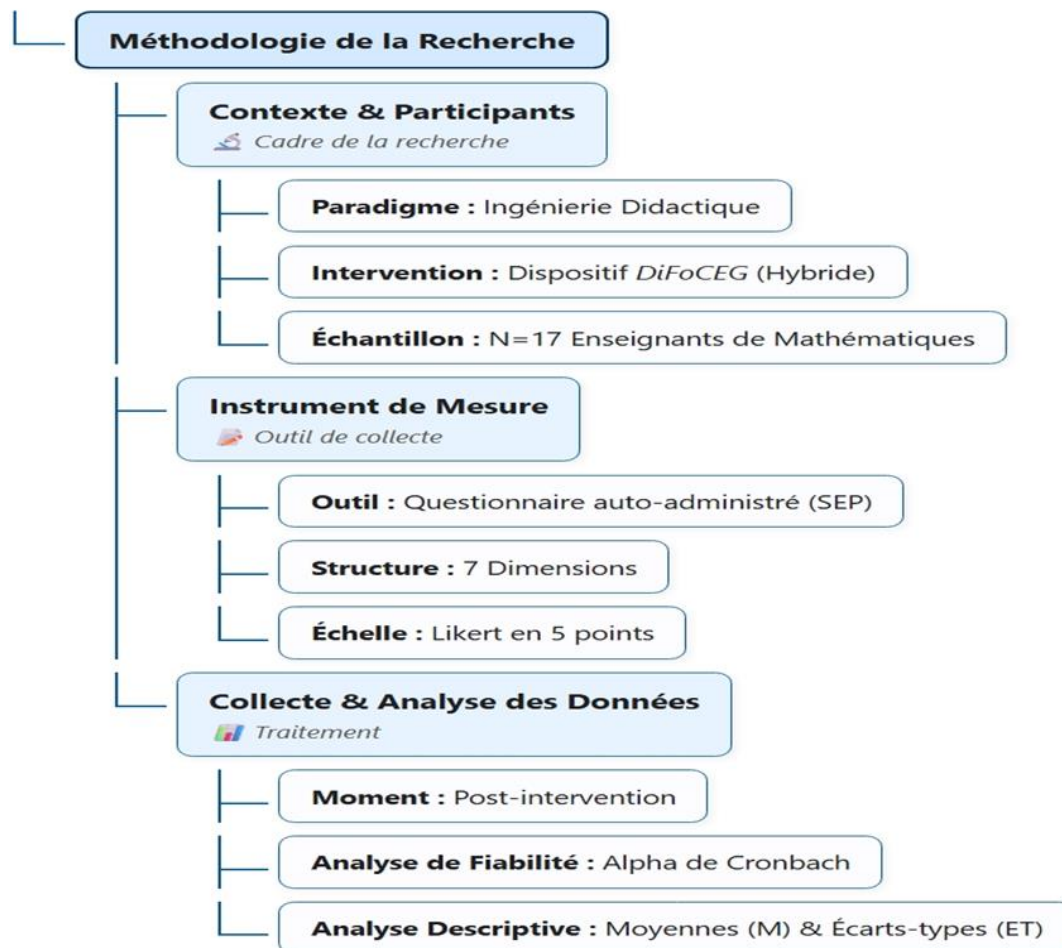 Méthodologie de la Recherche
Contexte & Participants
Cadre de la recherche
Paradigme : Ingénierie Didactique
Intervention : Dispositif DiFoCEG (Hybride)
Échantillon : N=17 Enseignants de Mathématiques
Instrument de Mesure
Outil de collecte
Outil : Questionnaire auto-administré (SEP)
Structure : 7 Dimensions
Échelle : Likert en 5 points
Collecte & Analyse des Données
Traitement
Moment : Post-intervention
Analyse de Fiabilité : Alpha de Cronbach
Analyse Descriptive : Moyennes (M) & Écarts-types (ET)